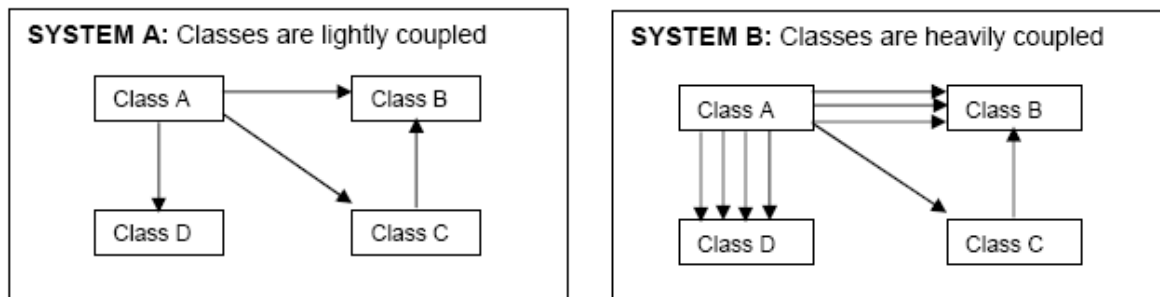 SYSTEM A: Classes are lightly coupled
Class A
Class B
Class D
Class C
SYSTEM B: Classes are heavily coupled
Class A
Class B
Class D
Class C